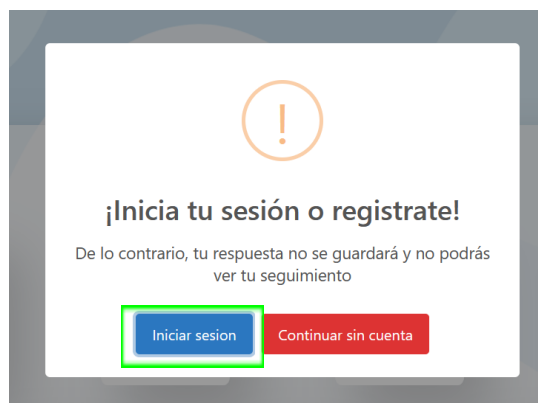 ¡Inicia tu sesión o registrate!
De lo contrario, tu respuesta no se guardará y no podrás
ver tu seguimiento
Iniciar sesion
Continuar sin cuenta